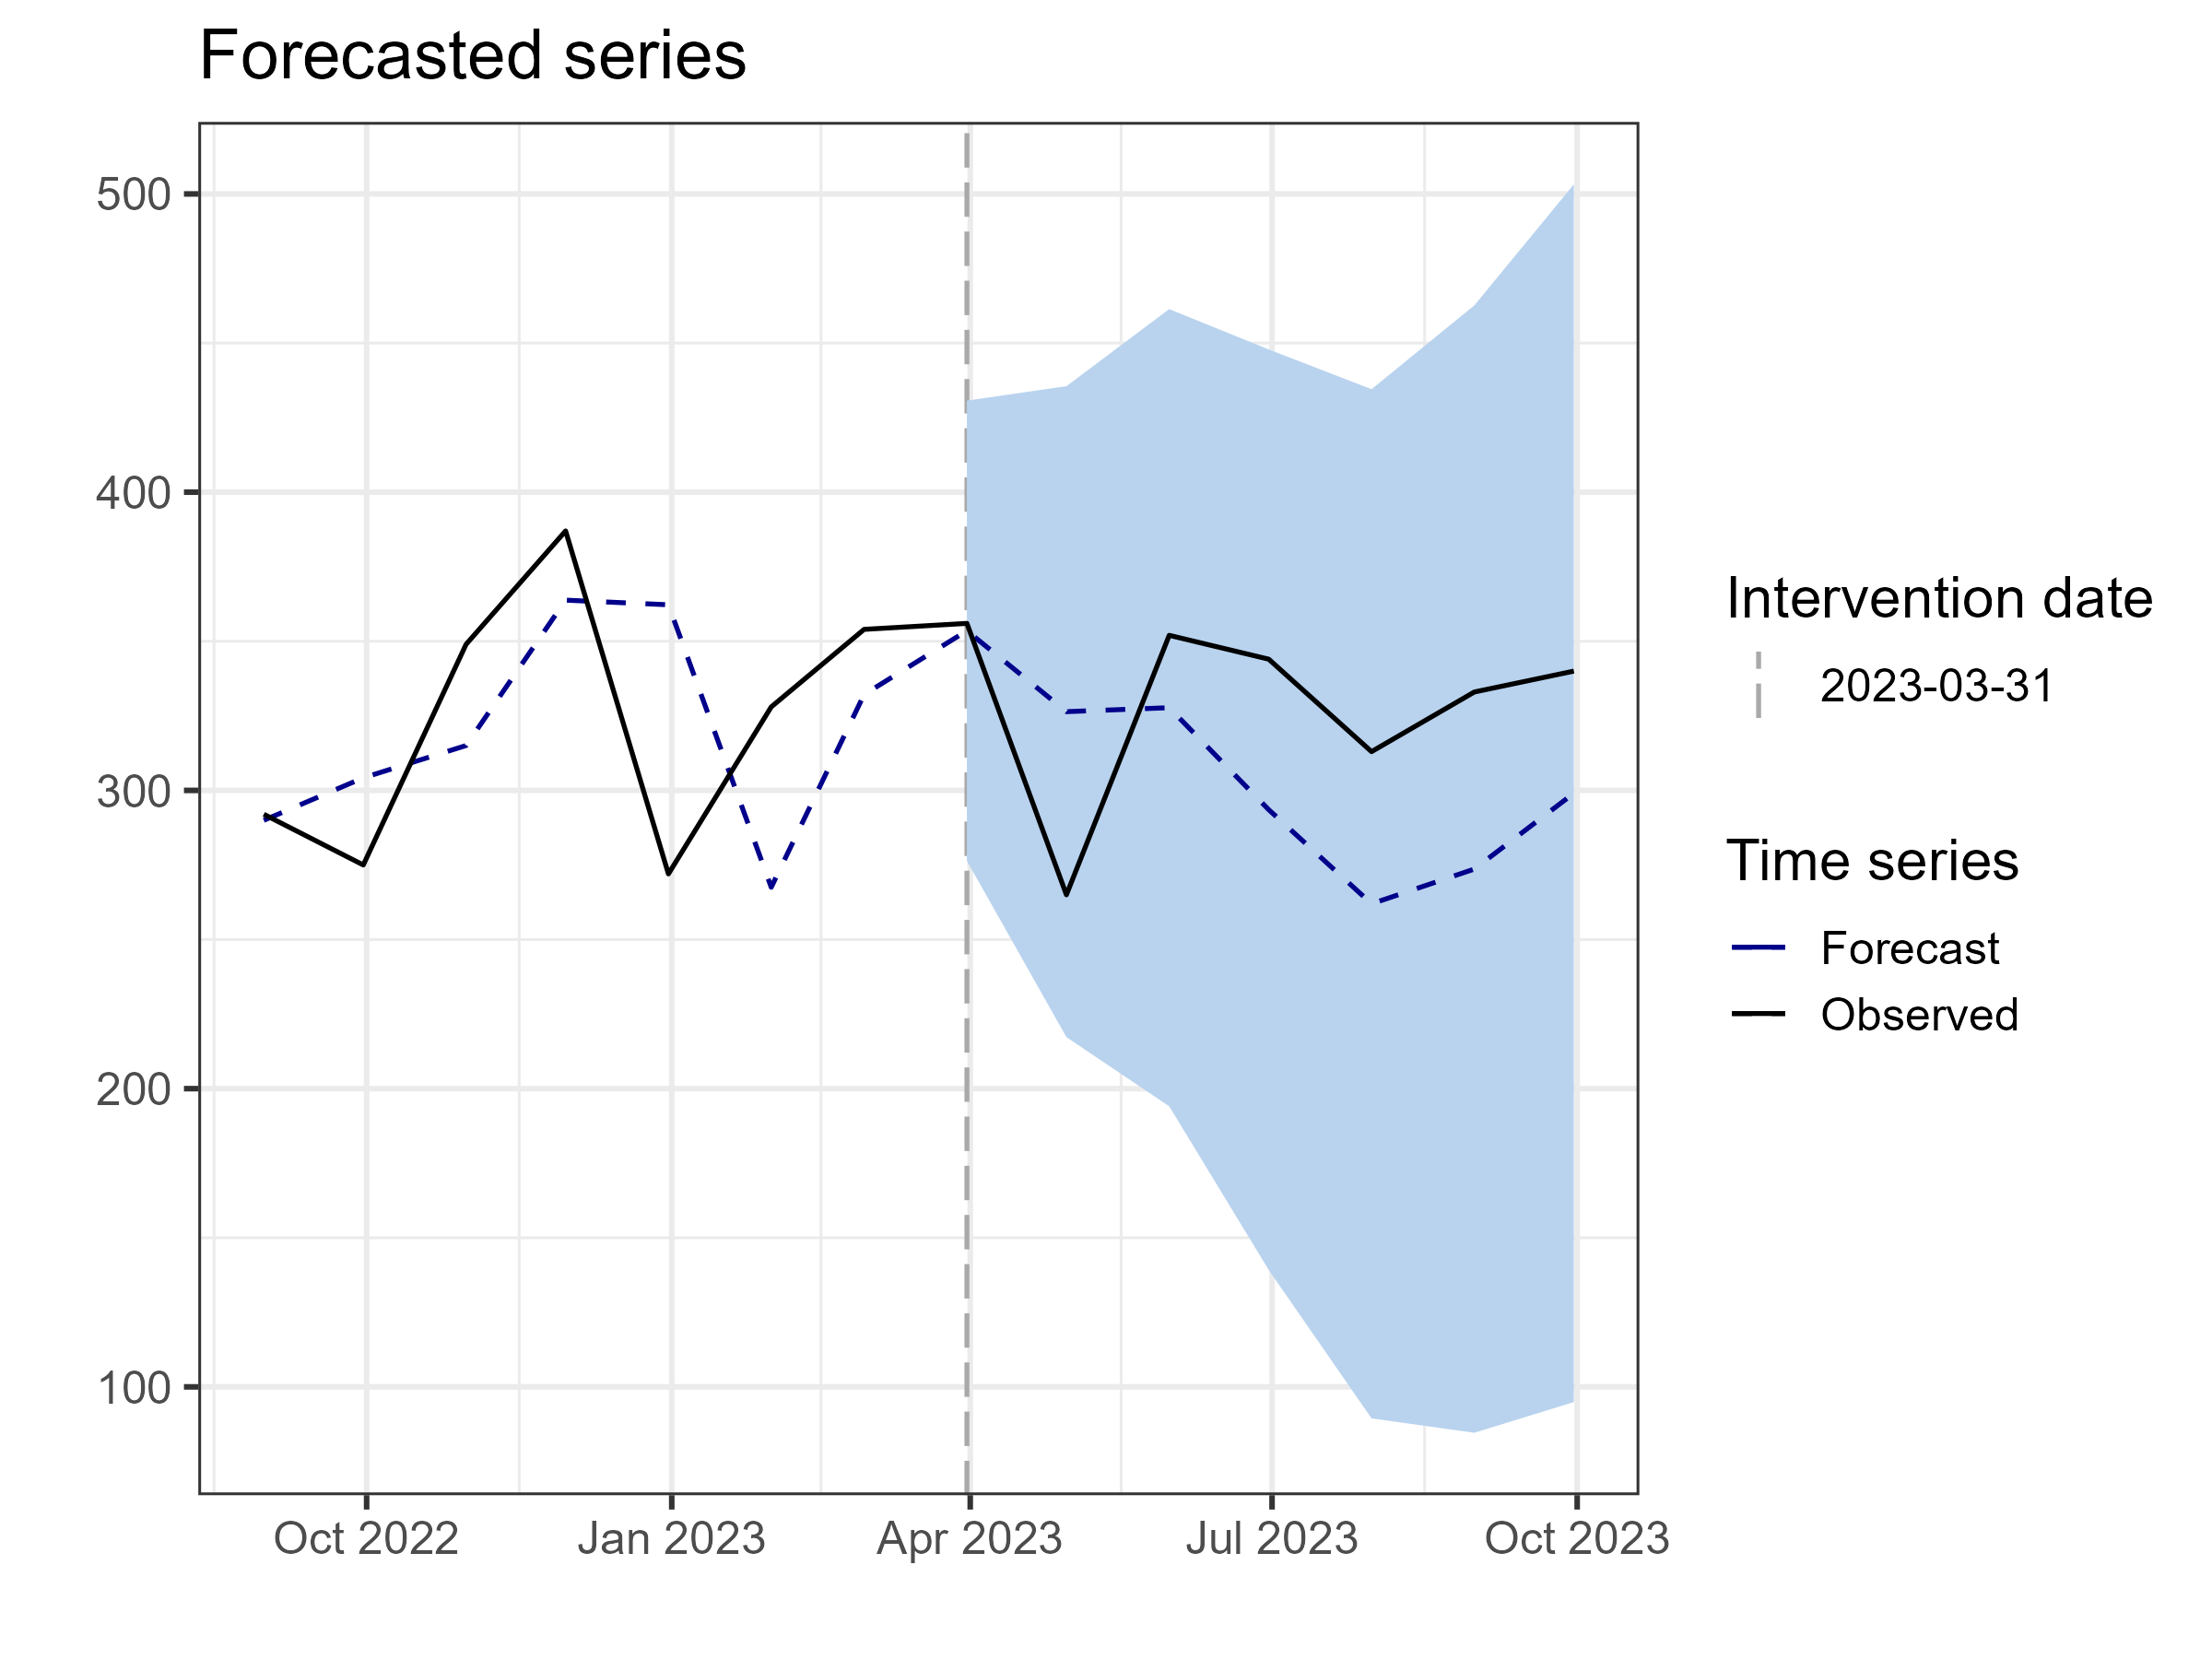 Forecasted series
500
400
300
200
100
Oct 2022
Jan 2023
Apr 2023
Jul 2023
Oct 2023
Intervention date
2023-03-31
Time series
Forecast
Observed